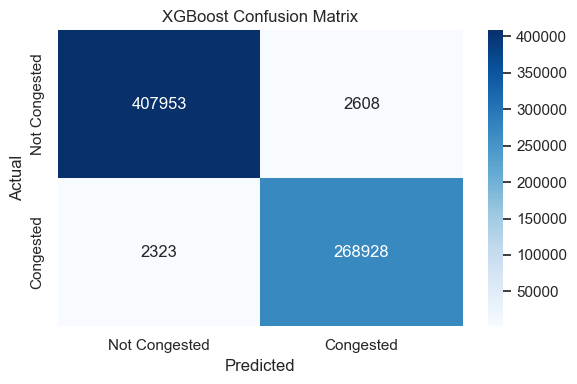 XGBoost Confusion Matrix
Actual
Not Congested
Congested
407953
2608
2323
268928
Not Congested
Congested
Predicted
400000
350000
300000
250000
200000
150000
100000
50000